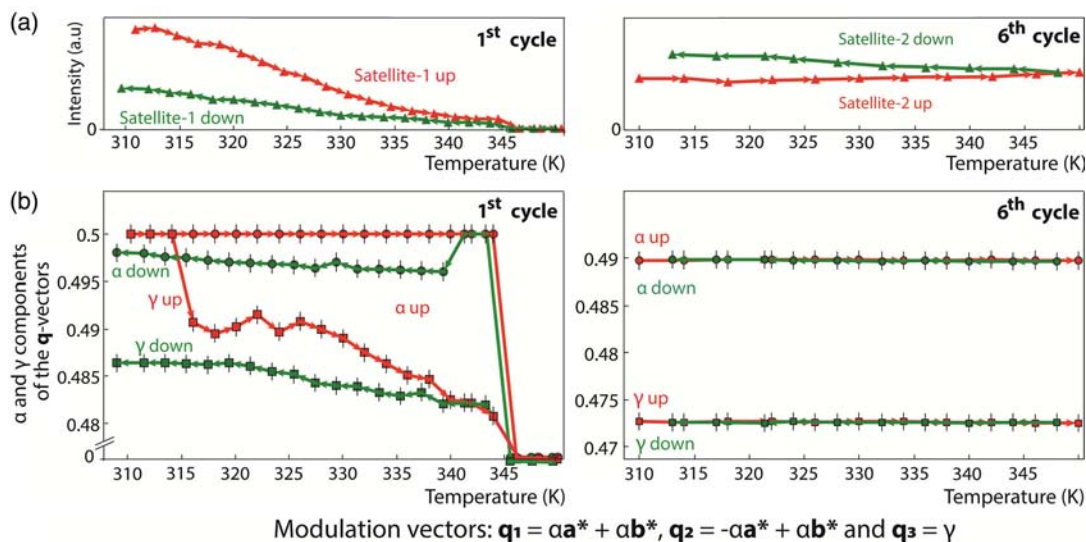 (a)
Intensity (a.u)
0
1st cycle
Satellite-1 up
Satellite-1 down
310 315 320 325 330 335 340 345
Temperature (K)
6th cycle
Satellite-2 down
Satellite-2 up
0
310 315 320 325 330 335 340 345
Temperature (K)
(b)
α and γ components
of the q-vectors
1st cycle
0.5
0.495
0.49
0.485
0.48
0
α down
γ up
α up
γ down
310 315 320 325 330 335 340 345
Temperature (K)
6th cycle
α up
0.49
α down
0.485
0.48
γ up
0.4725
γ down
0.47
310 315 320 325 330 335 340 345
Temperature (K)
Modulation vectors: q1 = αa* + αb*, q2 = -αa* + αb* and q3 = γ